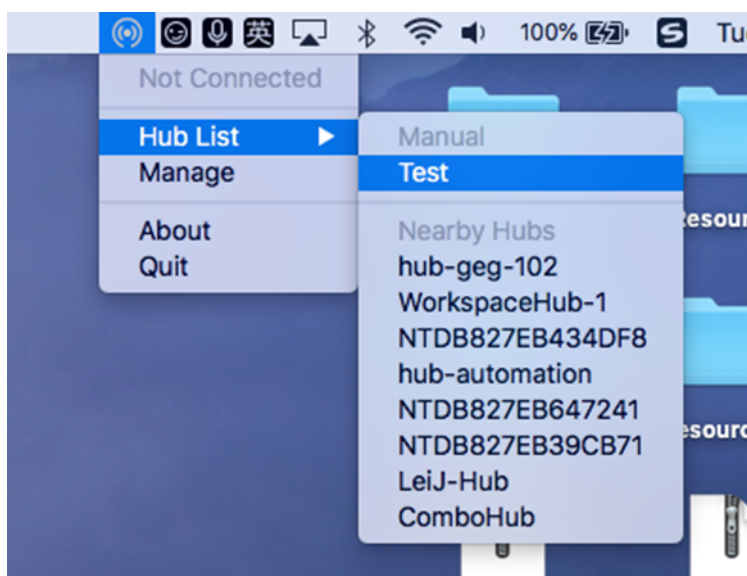 英 100% Tu
Not Connected
Hub List
Manage
About
Quit
Manual
Test
Nearby Hubs
hub-geg-102
WorkspaceHub-1
NTDB827EB434DF8
hub-automation
NTDB827EB647241
NTDB827EB39CB71
LeiJ-Hub
ComboHub
esour
esourc